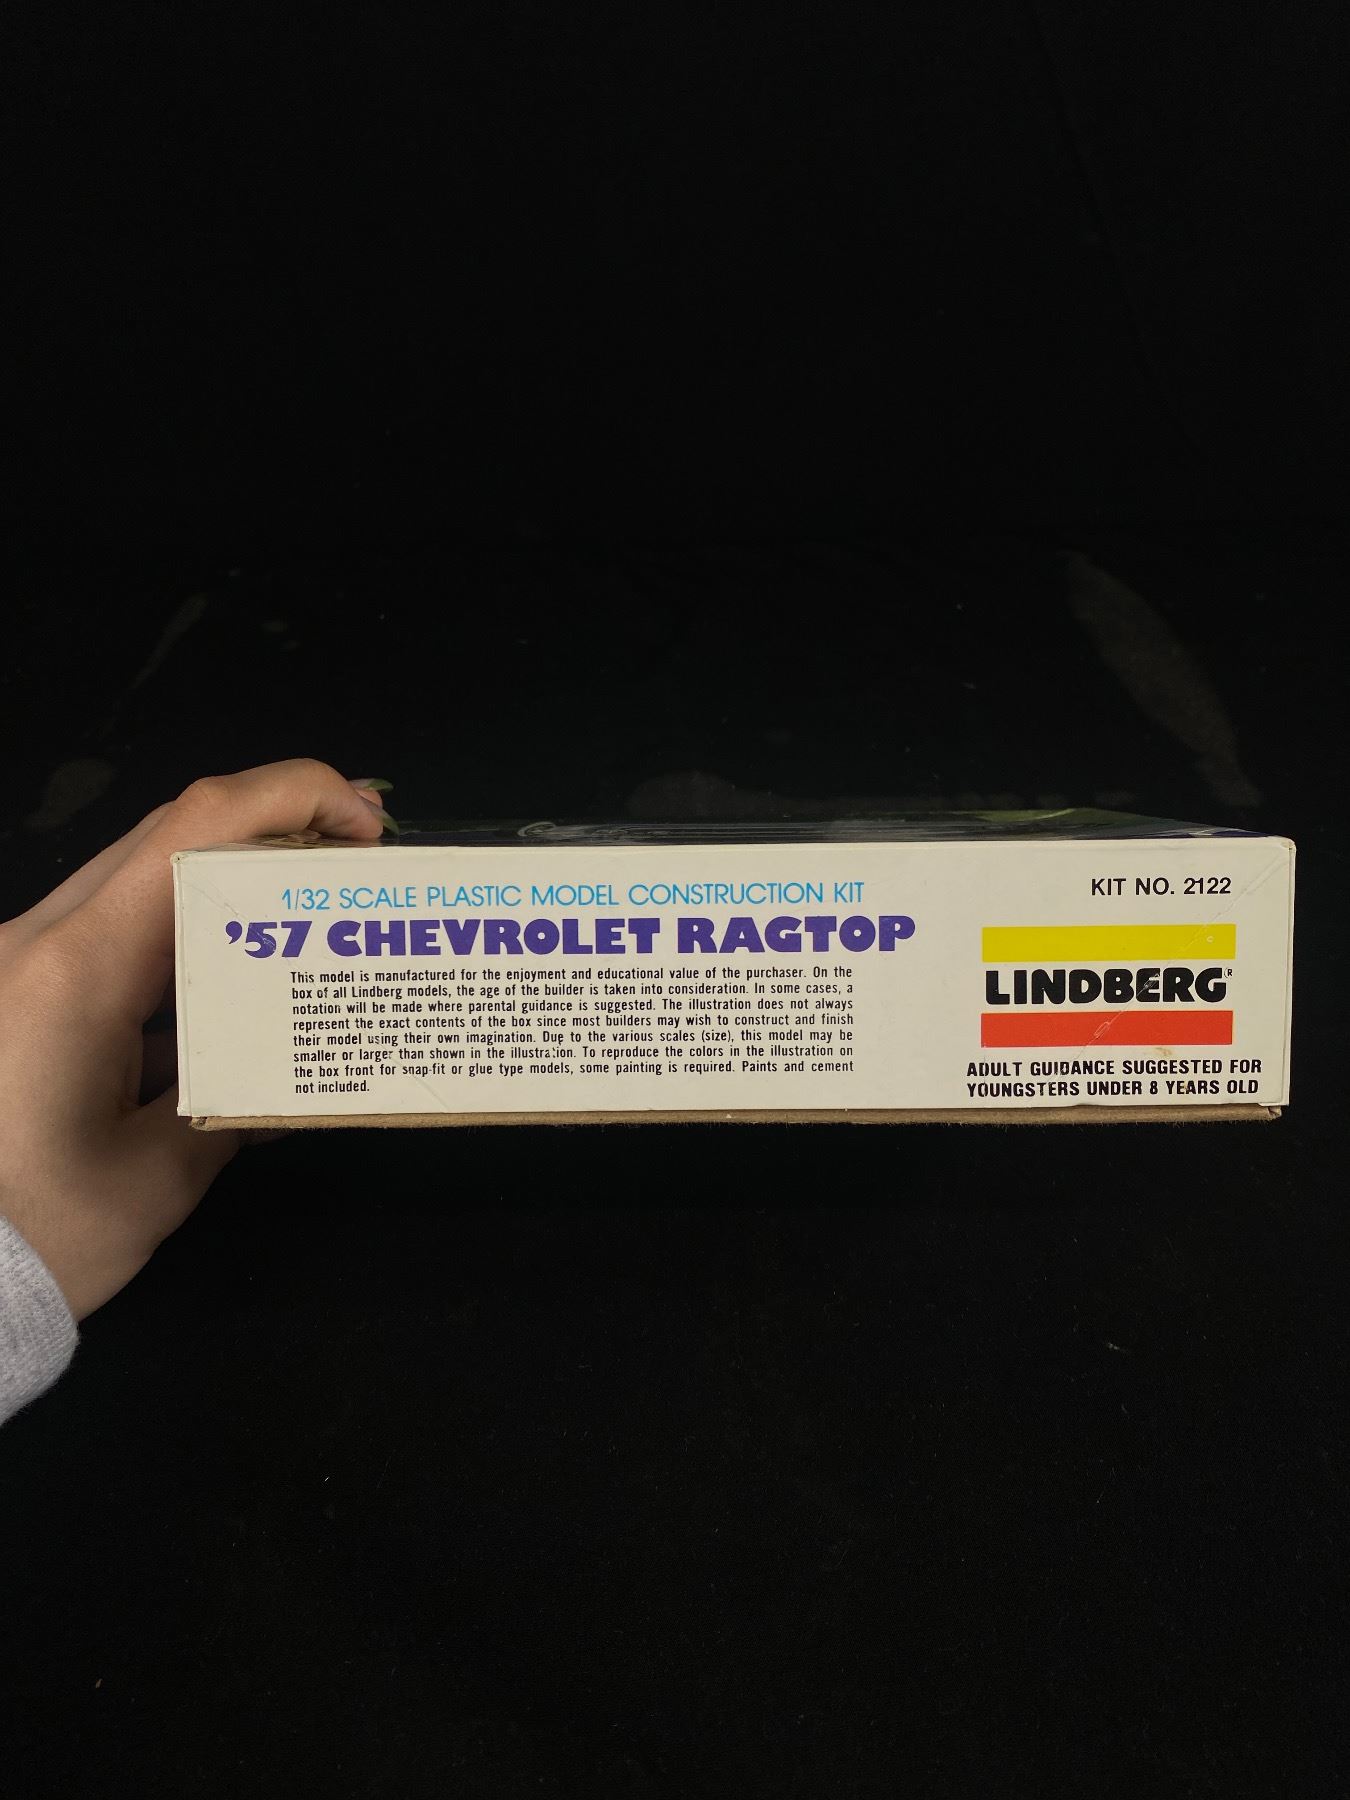 1/32 SCALE PLASTIC MODEL CONSTRUCTION KIT
'57 CHEVROLET RAGTOP
This model is manufactured for the enjoyment and educational value of the purchaser. On the
box of all Lindberg models, the age of the builder is taken into consideration. In some cases, a
notation will be made where parental guidance is suggested. The illustration does not always
represent the exact contents of the box since most builders may wish to construct and finish
their model using their own imagination. Due to the various scales (size), this model may be
smaller or larger than shown in the illustration. To reproduce the colors in the illustration on
the box front for snap-fit or glue type models, some painting is required. Paints and cement
not included.
KIT NO. 2122
LINDBERG®
ADULT GUIDANCE SUGGESTED FOR
YOUNGSTERS UNDER 8 YEARS OLD